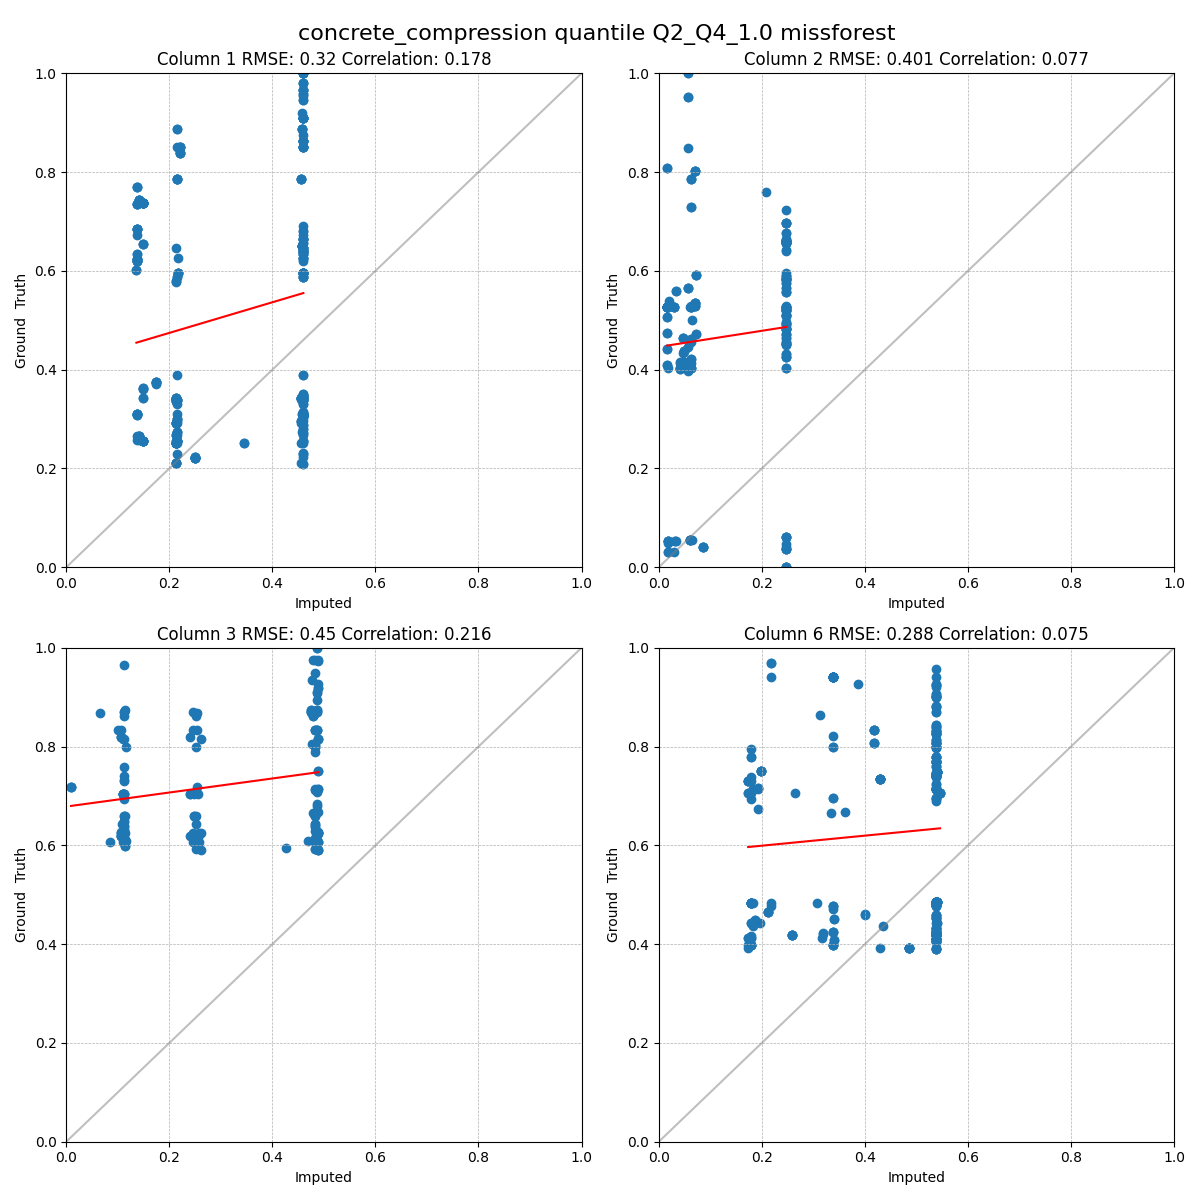 concrete_compression quantile Q2_Q4_1.0 missforest
Column 1 RMSE: 0.32 Correlation: 0.178
1.0
0.8
0.6
0.4
0.2
0.0
Ground Truth
0.0 0.2 0.4 0.6 0.8 1.0
Imputed
Column 2 RMSE: 0.401 Correlation: 0.077
1.0
0.8
0.6
0.4
0.2
0.0
Ground Truth
0.0 0.2 0.4 0.6 0.8 1.0
Imputed
Column 3 RMSE: 0.45 Correlation: 0.216
1.0
0.8
0.6
0.4
0.2
0.0
Ground Truth
0.0 0.2 0.4 0.6 0.8 1.0
Imputed
Column 6 RMSE: 0.288 Correlation: 0.075
1.0
0.8
0.6
0.4
0.2
0.0
Ground Truth
0.0 0.2 0.4 0.6 0.8 1.0
Imputed